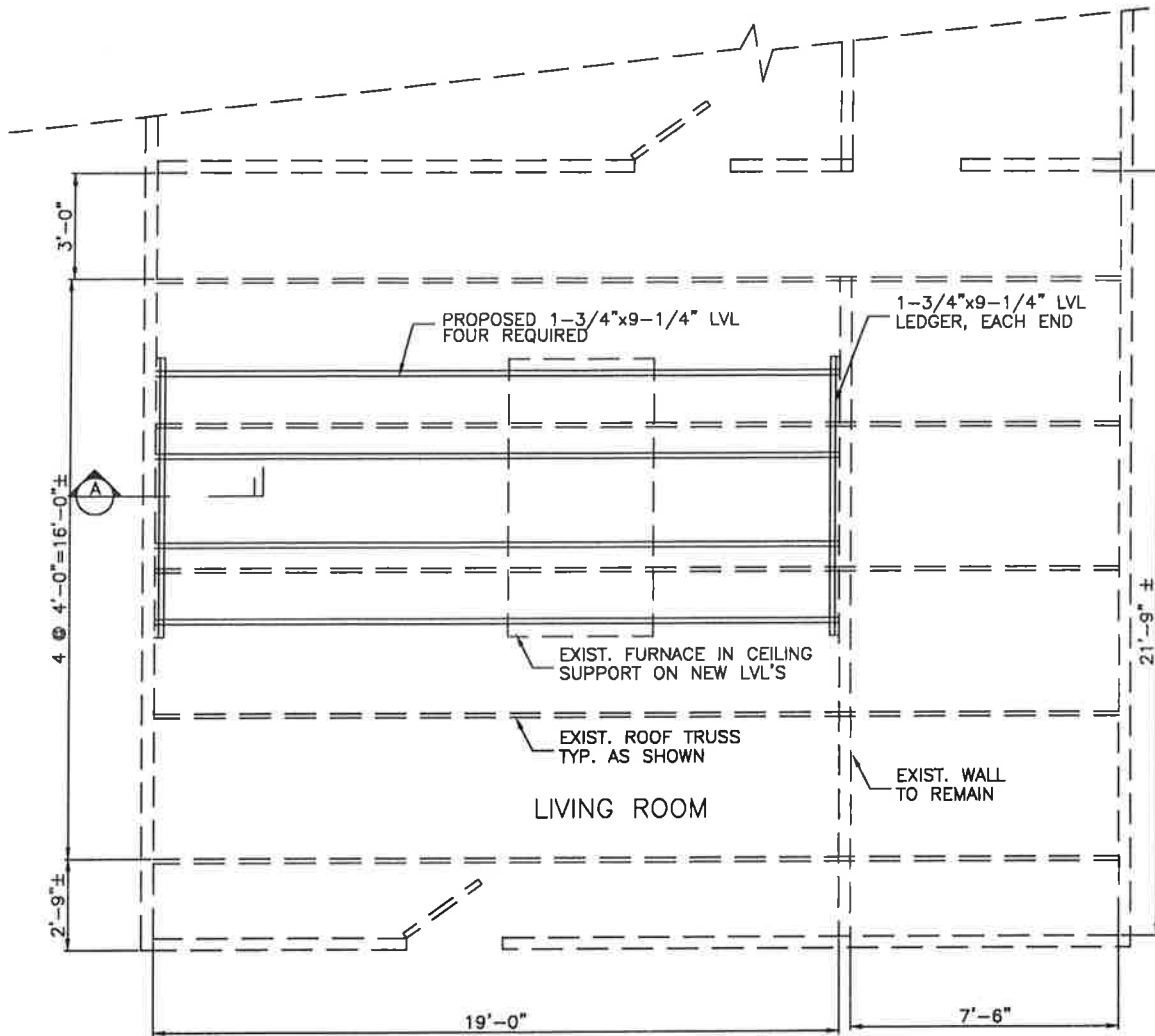 3'-0"
PROPOSED 1-3/4"x9-1/4" LVL
FOUR REQUIRED
1-3/4"x9-1/4" LVL
LEDGER, EACH END
A
4 @ 4'-0"=16'-0"±
21'-9" ±
EXIST. FURNACE IN CEILING
SUPPORT ON NEW LVL'S
EXIST. ROOF TRUSS
TYP. AS SHOWN
EXIST. WALL
TO REMAIN
LIVING ROOM
2'-9"±
19'-0"
7'-6"